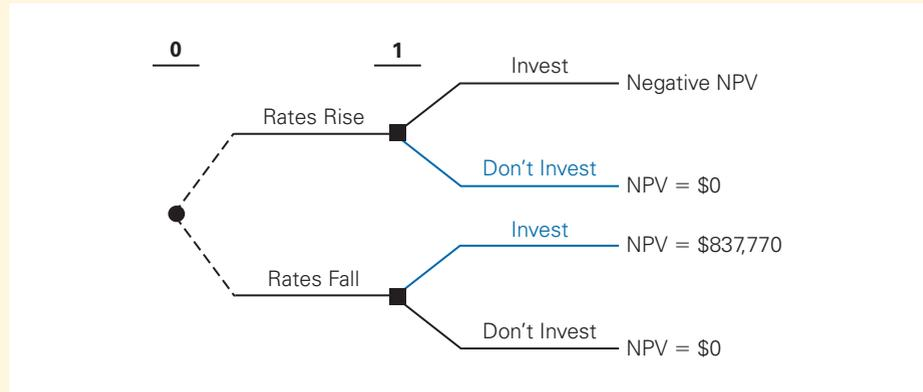 0
1
Invest
Negative NPV
Rates Rise
Don't Invest
NPV = $0
Invest
NPV = $837,770
Rates Fall
Don't Invest
NPV = $0